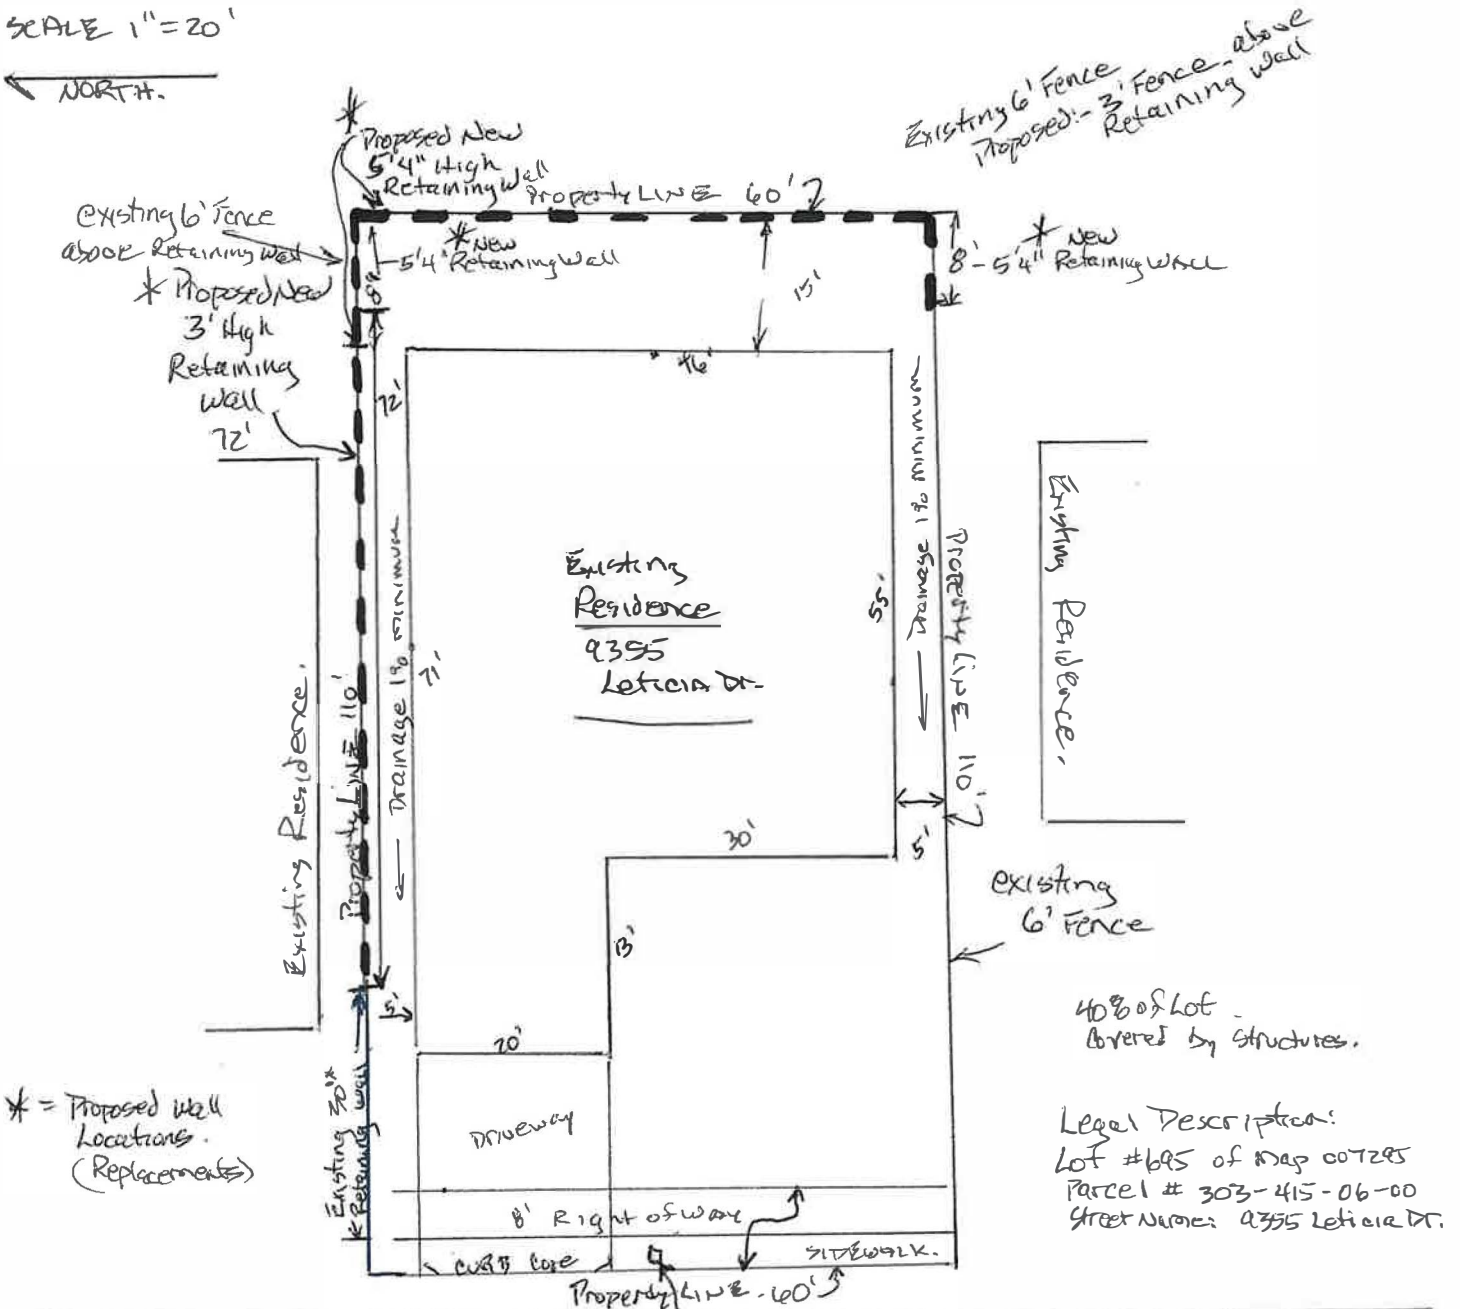 SCALE 1"=20'
NORTH.
*
Proposed New
5'4" High
Retaining Wall
Property LINE 60'
Existing 6' Fence
Proposed:- 3' Fence above
Retaining Wall
existing 6' Fence
above Retaining Wall
* Proposed New
3' High
Retaining
Wall
72'
* New
5'4" Retaining Wall
8'
* New
8'- 5'4" Retaining Wall
15'
46'
72'
Drainage 1% minimum
71'
Property LINE 110'
Existing Residence.
Existing
Residence
9355
Leticia Dr.
55'
Drainage 1% minimum
Property LINE 110'
Existing Residence.
30'
5'
13'
existing
6' Fence
5'
20'
Driveway
Existing 30"
Retaining Wall
8' Right of way
SIDEWALK.
CURB
Property LINE - 60'
* = Proposed Wall
Locations.
(Replacements)
40% of Lot
Covered by Structures.
Legal Description:
Lot #695 of Map 007295
Parcel # 303-415-06-00
Street Name: 9355 Leticia Dr.